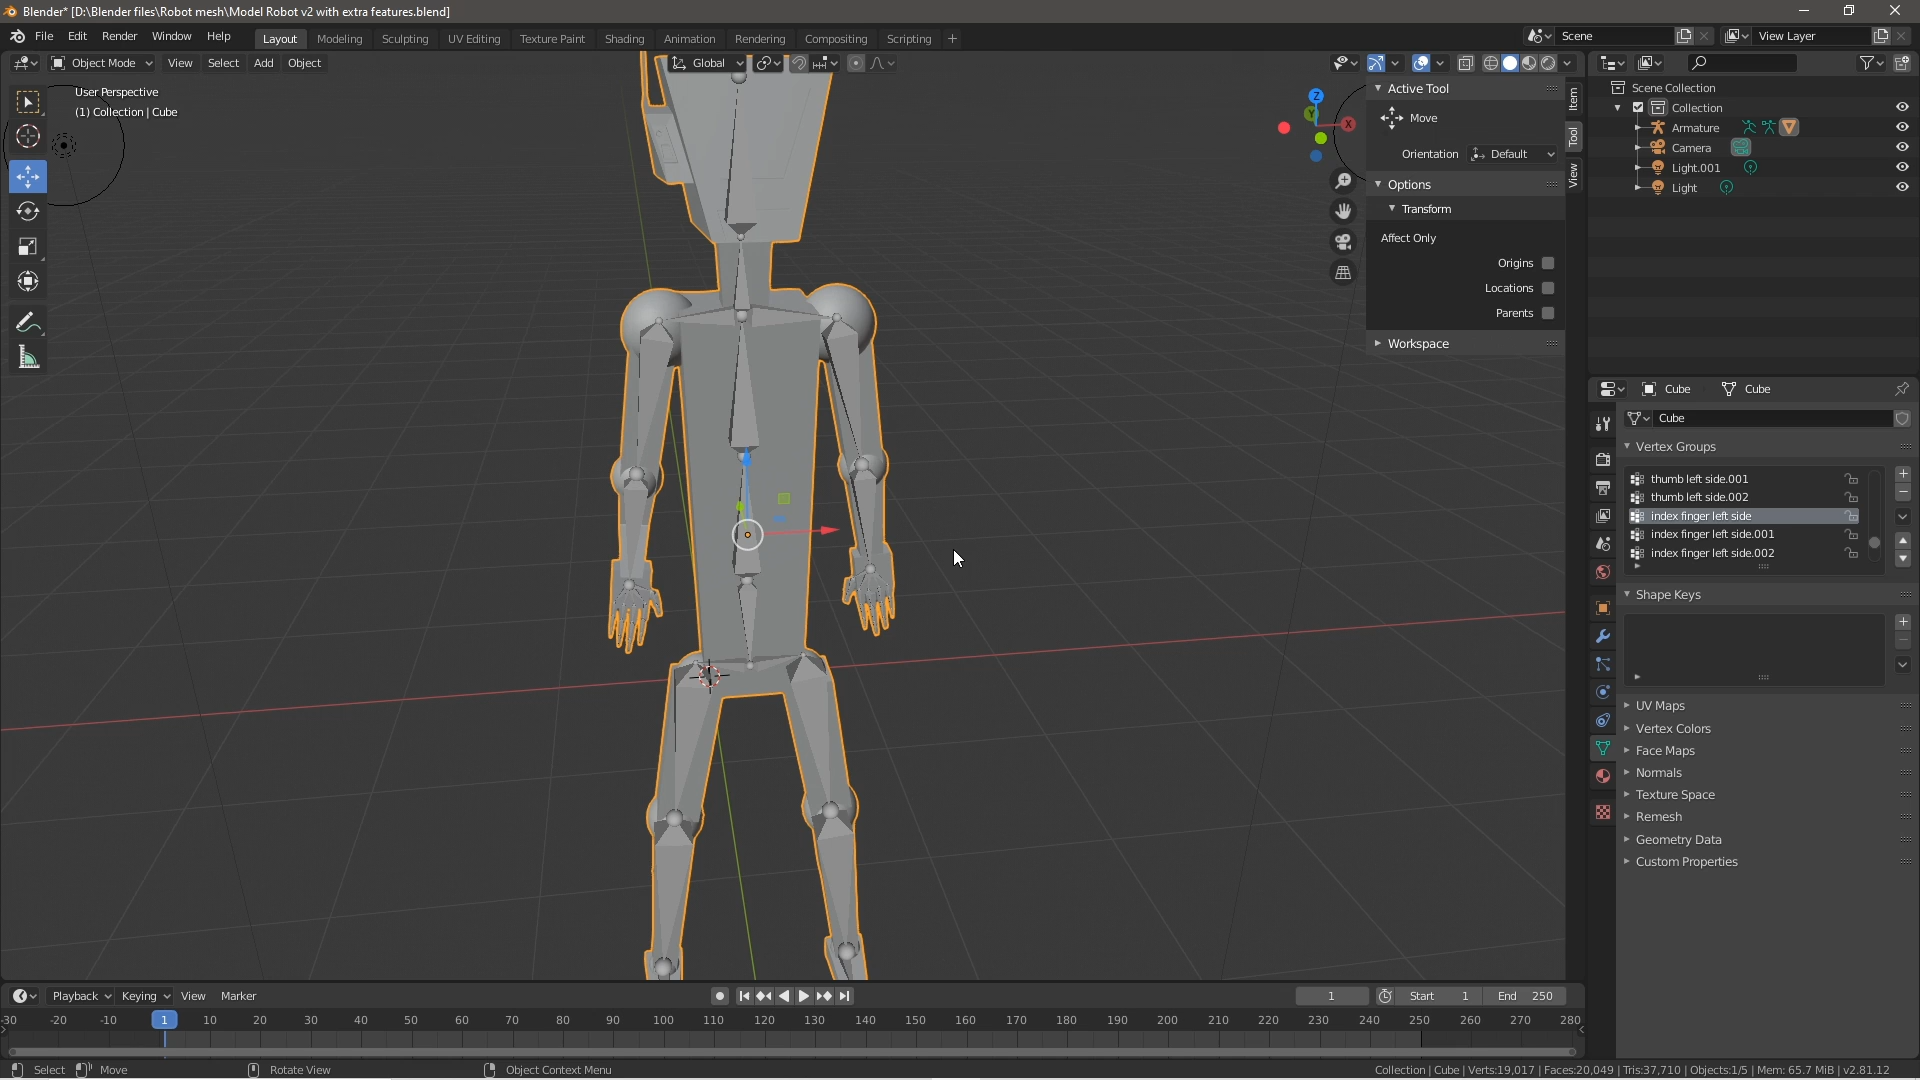 Blender* [D:\Blender files\Robot mesh\Model Robot v2 with extra features.blend]
File Edit Render Window Help
Layout Modeling Sculpting UV Editing Texture Paint Shading Animation Rendering Compositing Scripting +
Scene
View Layer
Object Mode View Select Add Object
Global
User Perspective
(1) Collection | Cube
Z
Y
X
Active Tool
Move
Orientation Default
Options
Transform
Affect Only
Origins
Locations
Parents
Workspace
Item
Tool
View
Scene Collection
Collection
Armature
Camera
Light.001
Light
Cube Cube
Cube
Vertex Groups
thumb left side.001
thumb left side.002
index finger left side
index finger left side.001
index finger left side.002
Shape Keys
UV Maps
Vertex Colors
Face Maps
Normals
Texture Space
Remesh
Geometry Data
Custom Properties
Playback Keying View Marker
1 Start 1 End 250
-30 -20 -10 1 10 20 30 40 50 60 70 80 90 100 110 120 130 140 150 160 170 180 190 200 210 220 230 240 250 260 270 280
Select Move Rotate View Object Context Menu
Collection | Cube | Verts:19,017 | Faces:20,049 | Tris:37,710 | Objects:1/5 | Mem: 65.7 MiB | v2.81.12